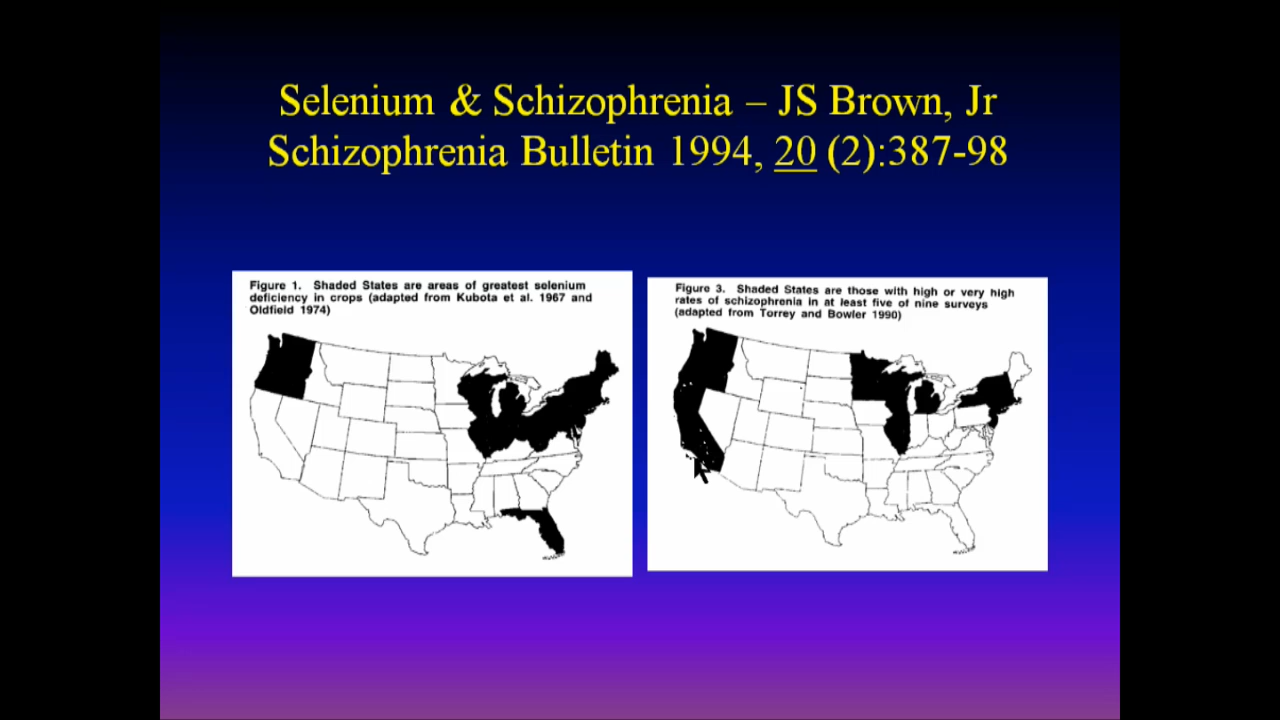 Selenium & Schizophrenia – JS Brown, Jr
Schizophrenia Bulletin 1994, 20 (2):387-98
Figure 1. Shaded States are areas of greatest selenium
deficiency in crops (adapted from Kubota et al. 1967 and
Oldfield 1974)
Figure 3. Shaded States are those with high or very high
rates of schizophrenia in at least five of nine surveys
(adapted from Torrey and Bowler 1990)